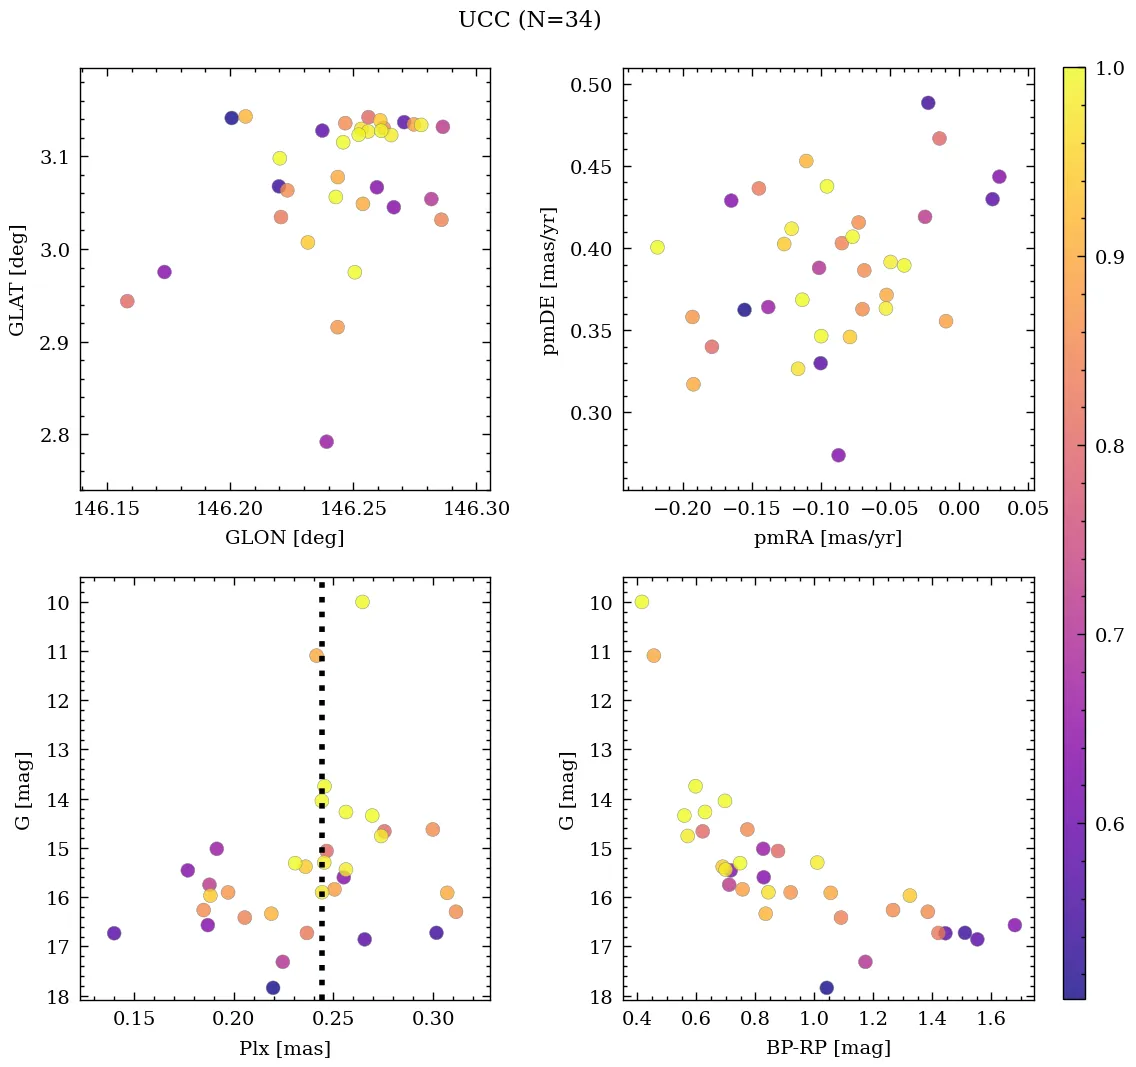 UCC (N=34)
3.1
3.0
2.9
2.8
GLAT [deg]
146.15 146.20 146.25 146.30
GLON [deg]
0.50
0.45
0.40
0.35
0.30
pmDE [mas/yr]
−0.20 −0.15 −0.10 −0.05 0.00 0.05
pmRA [mas/yr]
1.0
0.9
0.8
0.7
0.6
10
11
12
13
14
15
16
17
18
G [mag]
0.15 0.20 0.25 0.30
Plx [mas]
10
11
12
13
14
15
16
17
18
G [mag]
0.4 0.6 0.8 1.0 1.2 1.4 1.6
BP-RP [mag]